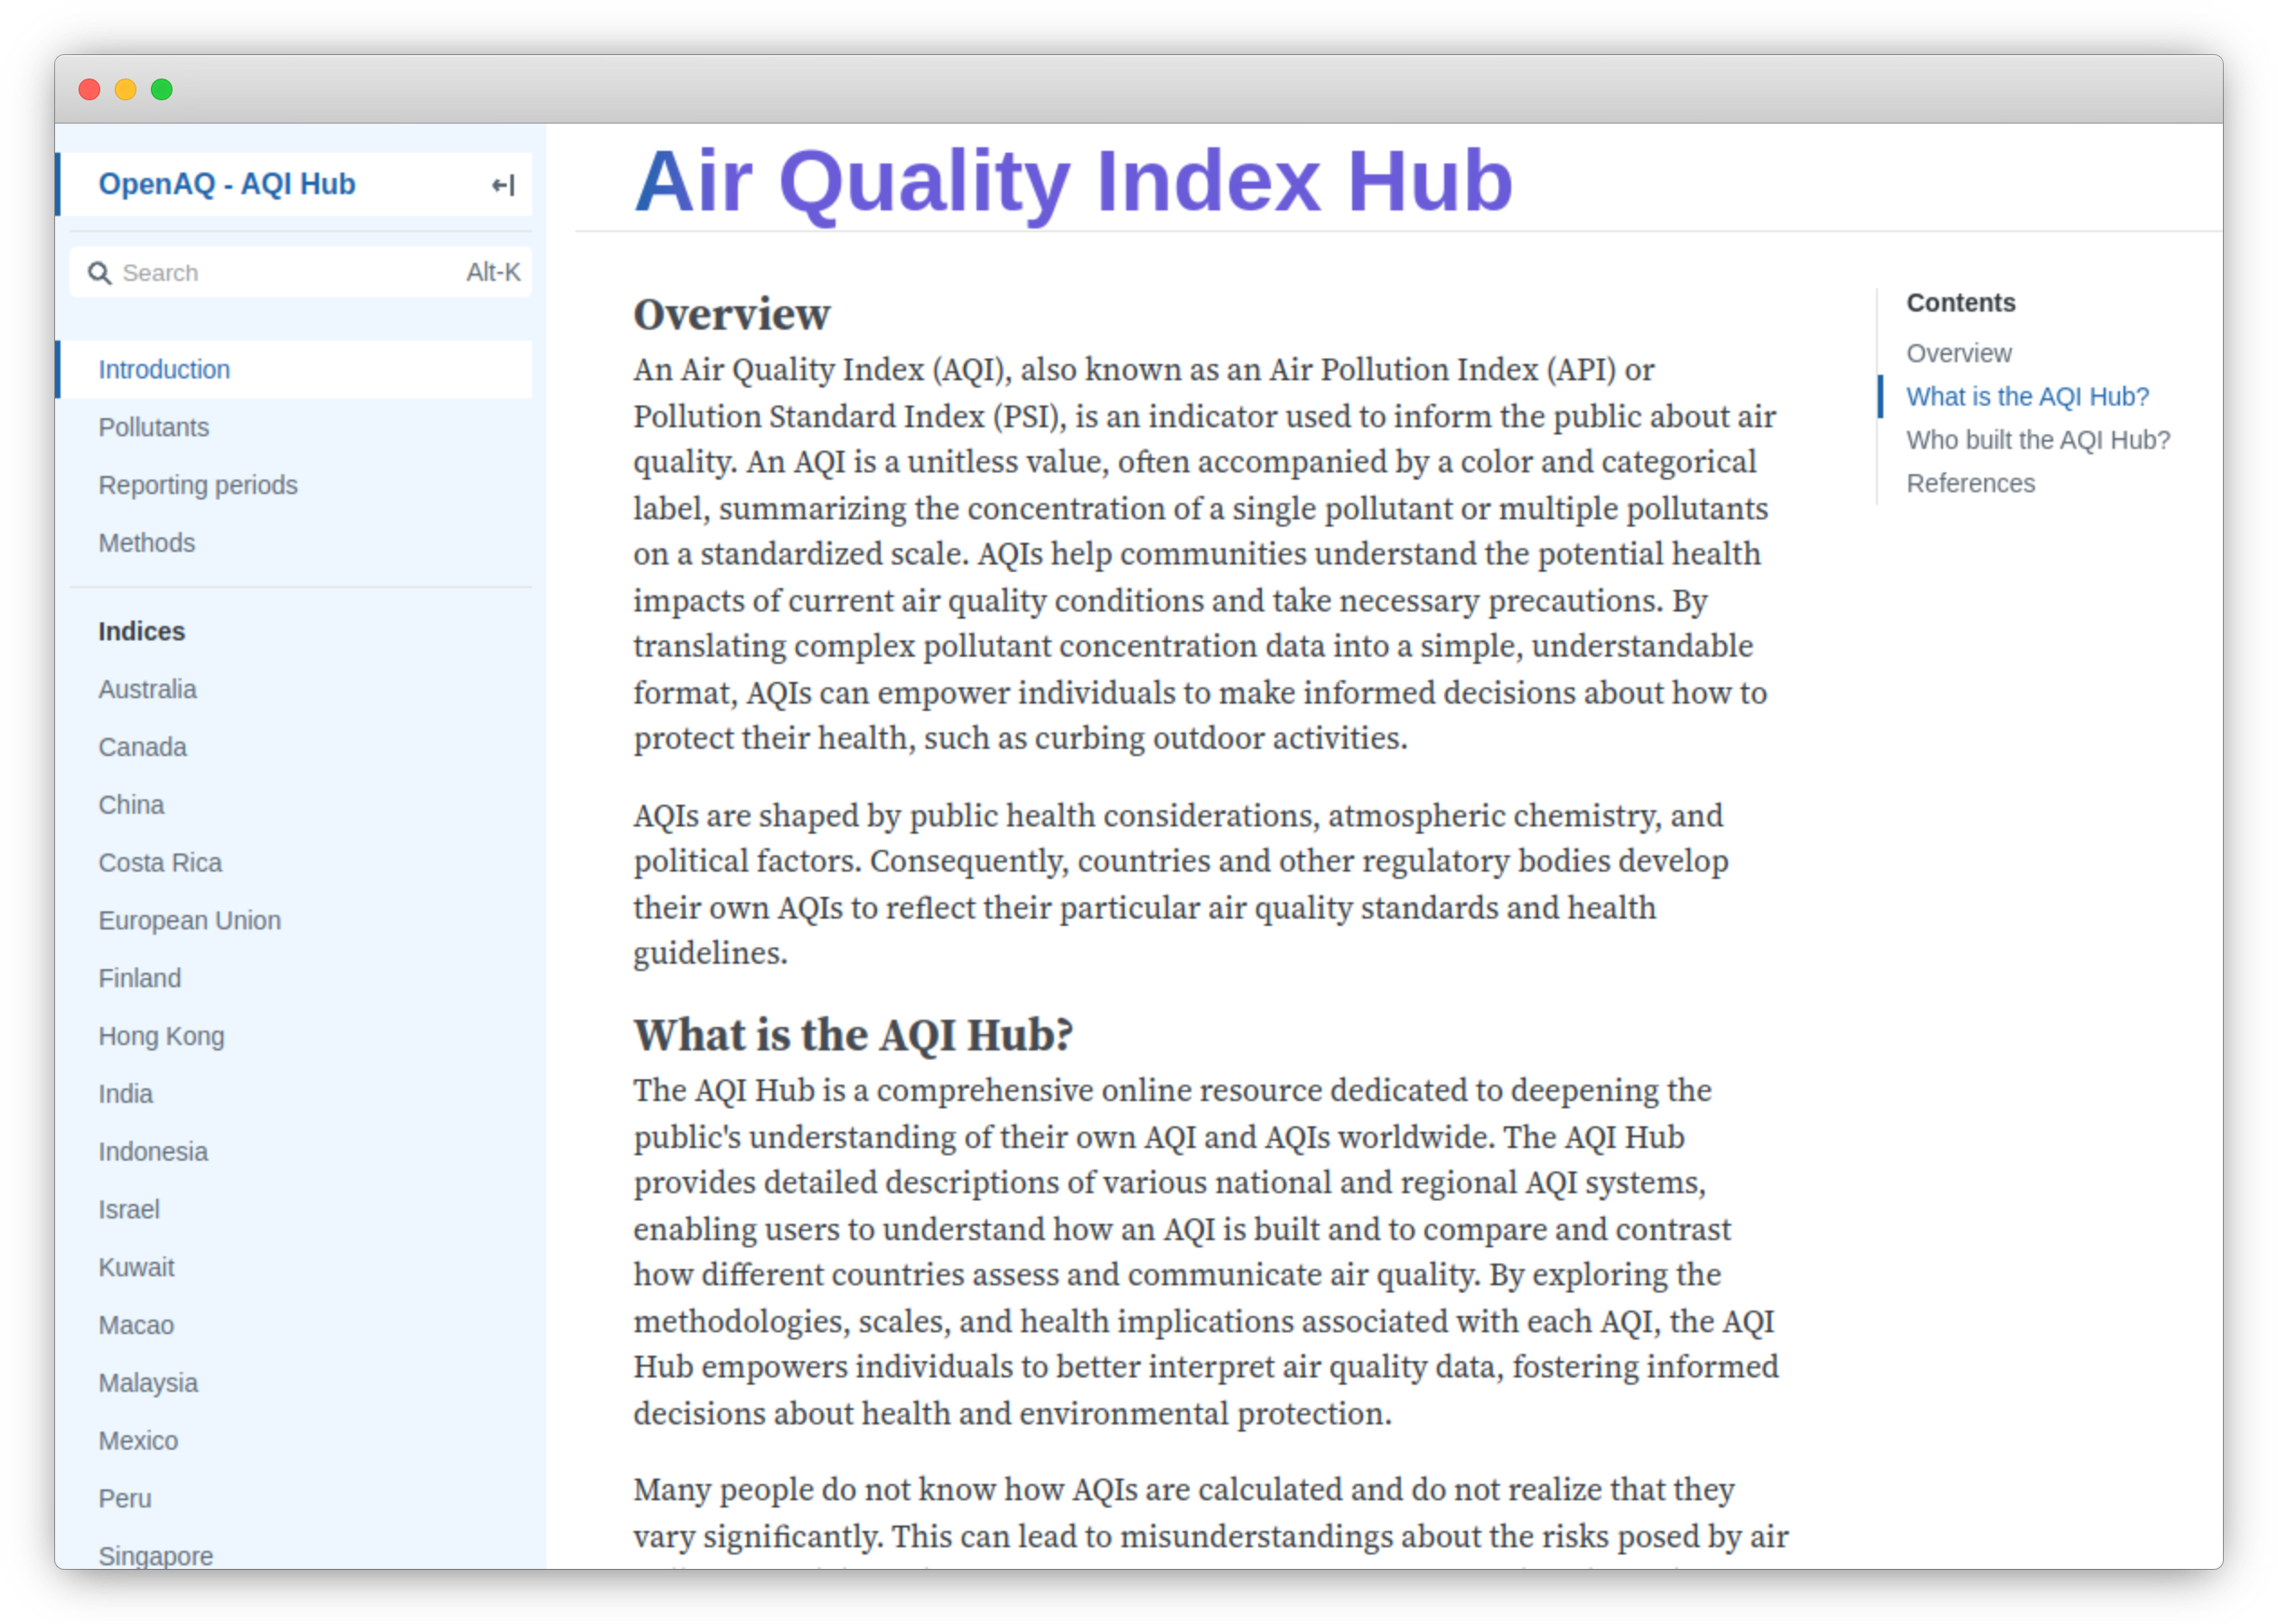 OpenAQ - AQI Hub
Search Alt-K
Introduction
Pollutants
Reporting periods
Methods
Indices
Australia
Canada
China
Costa Rica
European Union
Finland
Hong Kong
India
Indonesia
Israel
Kuwait
Macao
Malaysia
Mexico
Peru
Singapore
Air Quality Index Hub
Overview
An Air Quality Index (AQI), also known as an Air Pollution Index (API) or
Pollution Standard Index (PSI), is an indicator used to inform the public about air
quality. An AQI is a unitless value, often accompanied by a color and categorical
label, summarizing the concentration of a single pollutant or multiple pollutants
on a standardized scale. AQIs help communities understand the potential health
impacts of current air quality conditions and take necessary precautions. By
translating complex pollutant concentration data into a simple, understandable
format, AQIs can empower individuals to make informed decisions about how to
protect their health, such as curbing outdoor activities.
AQIs are shaped by public health considerations, atmospheric chemistry, and
political factors. Consequently, countries and other regulatory bodies develop
their own AQIs to reflect their particular air quality standards and health
guidelines.
What is the AQI Hub?
The AQI Hub is a comprehensive online resource dedicated to deepening the
public's understanding of their own AQI and AQIs worldwide. The AQI Hub
provides detailed descriptions of various national and regional AQI systems,
enabling users to understand how an AQI is built and to compare and contrast
how different countries assess and communicate air quality. By exploring the
methodologies, scales, and health implications associated with each AQI, the AQI
Hub empowers individuals to better interpret air quality data, fostering informed
decisions about health and environmental protection.
Many people do not know how AQIs are calculated and do not realize that they
vary significantly. This can lead to misunderstandings about the risks posed by air
Contents
Overview
What is the AQI Hub?
Who built the AQI Hub?
References